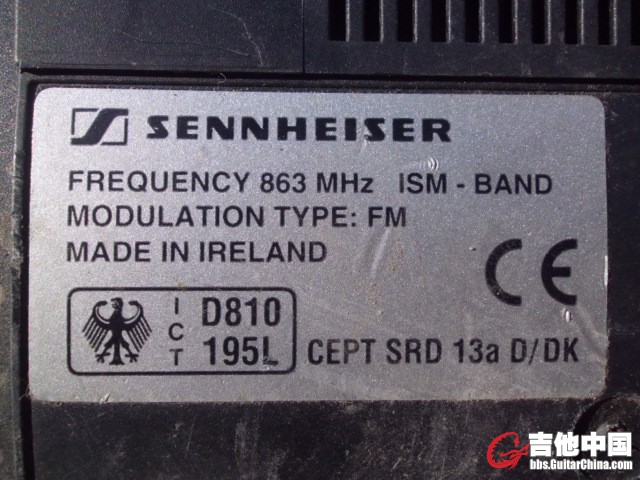 SENNHEISER
FREQUENCY 863 MHz ISM - BAND
MODULATION TYPE: FM
MADE IN IRELAND
CE
ICT D810
195L
CEPT SRD 13a D/DK
吉他中国
bbs.GuitarChina.com